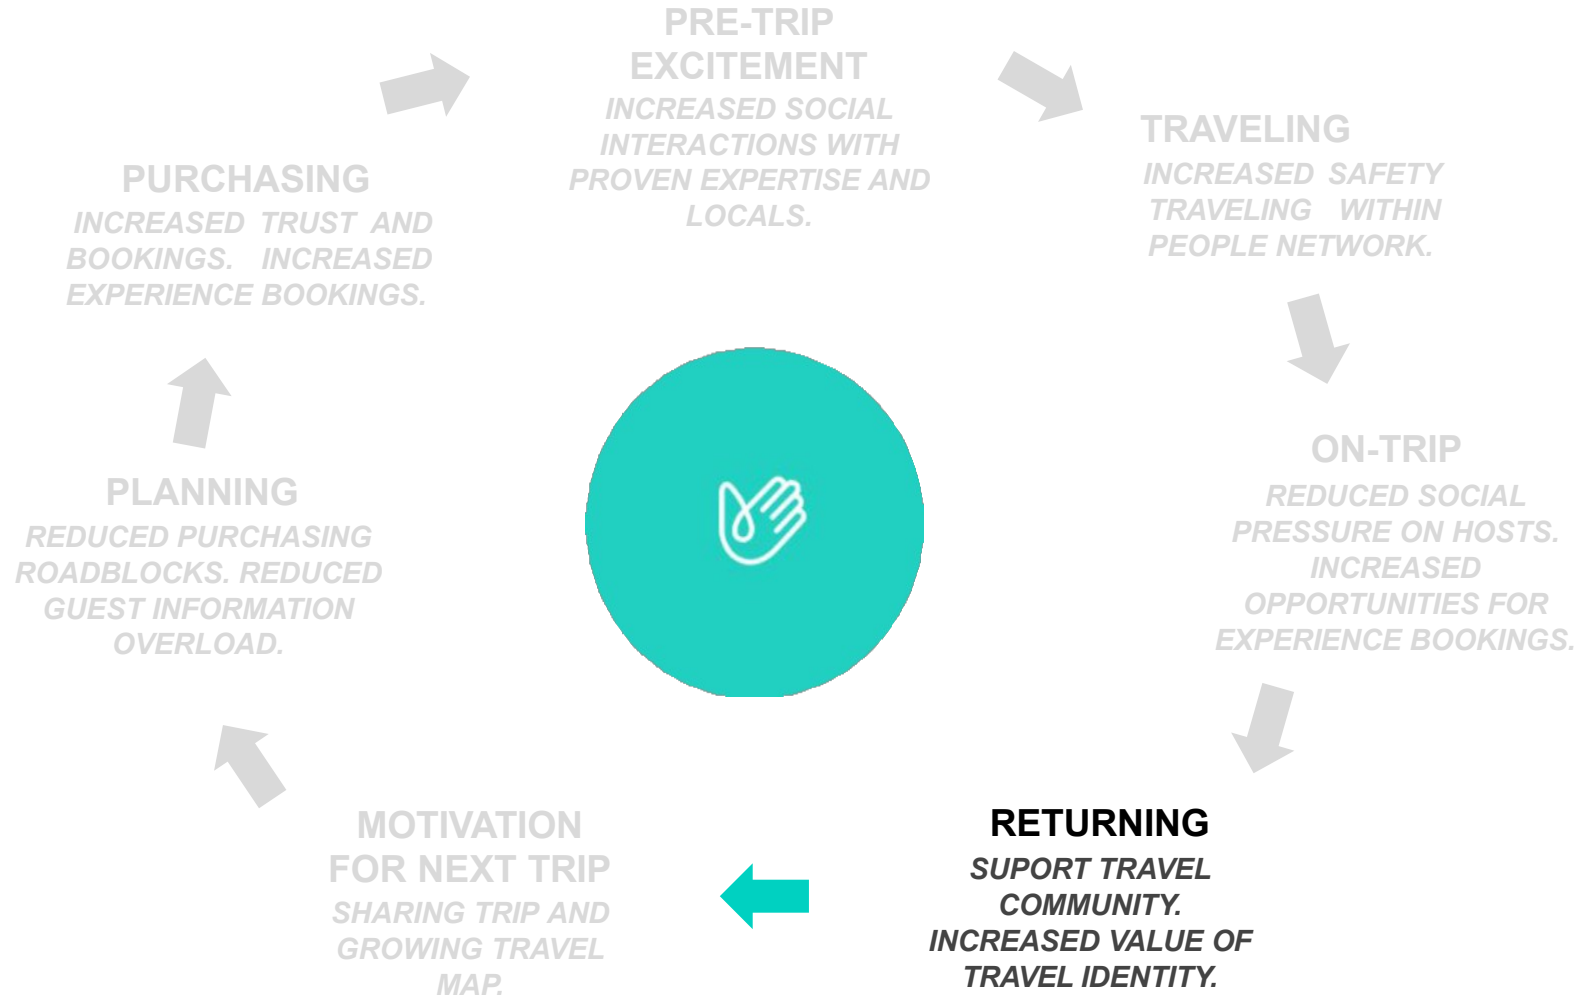 PRE-TRIP
EXCITEMENT
INCREASED SOCIAL
INTERACTIONS WITH
PROVEN EXPERTISE AND
LOCALS.
TRAVELING
INCREASED SAFETY
TRAVELING WITHIN
PEOPLE NETWORK.
ON-TRIP
REDUCED SOCIAL
PRESSURE ON HOSTS.
INCREASED
OPPORTUNITIES FOR
EXPERIENCE BOOKINGS.
RETURNING
SUPORT TRAVEL
COMMUNITY.
INCREASED VALUE OF
TRAVEL IDENTITY.
MOTIVATION
FOR NEXT TRIP
SHARING TRIP AND
GROWING TRAVEL
MAP.
PLANNING
REDUCED PURCHASING
ROADBLOCKS. REDUCED
GUEST INFORMATION
OVERLOAD.
PURCHASING
INCREASED TRUST AND
BOOKINGS. INCREASED
EXPERIENCE BOOKINGS.